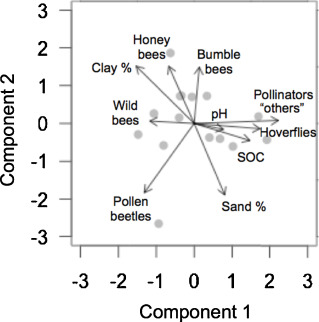 3
2
1
0
-1
-2
-3
Component 2
Honey
bees
Bumble
bees
Clay %
Pollinators
"others"
Wild
bees
pH
Hoverflies
SOC
Pollen
beetles
Sand %
-3 -2 -1 0 1 2 3
Component 1